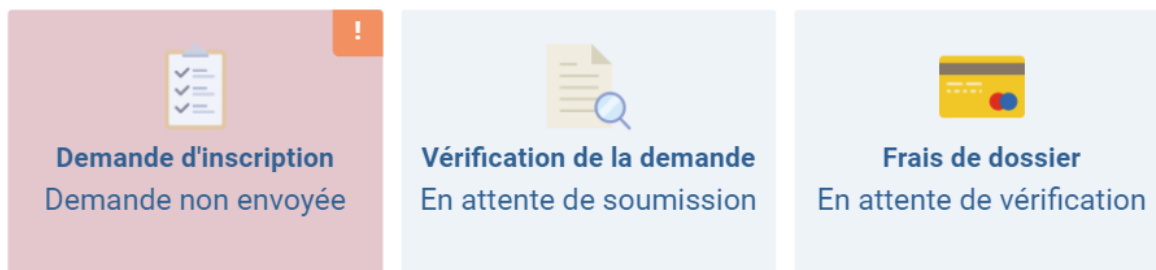 !
Demande d'inscription
Demande non envoyée
Vérification de la demande
En attente de soumission
Frais de dossier
En attente de vérification